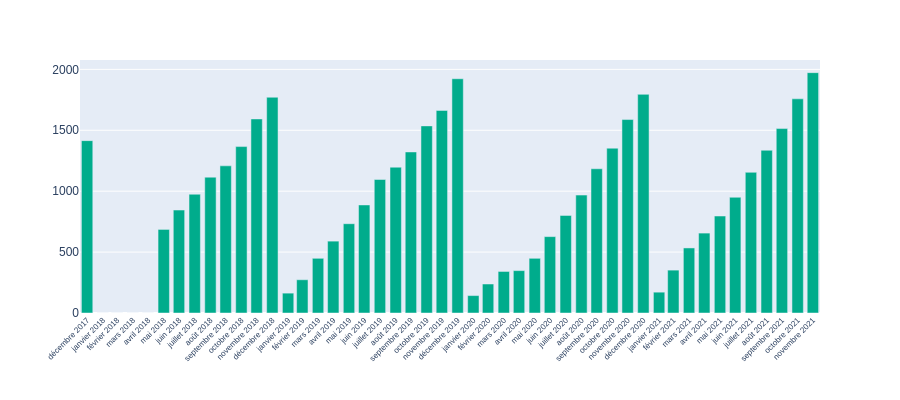 2000
1500
1000
500
0
décembre 2017
janvier 2018
février 2018
mars 2018
avril 2018
mai 2018
juin 2018
juillet 2018
août 2018
septembre 2018
octobre 2018
novembre 2018
décembre 2018
janvier 2019
février 2019
mars 2019
avril 2019
mai 2019
juin 2019
juillet 2019
août 2019
septembre 2019
octobre 2019
novembre 2019
décembre 2019
janvier 2020
février 2020
mars 2020
avril 2020
mai 2020
juin 2020
juillet 2020
août 2020
septembre 2020
octobre 2020
novembre 2020
décembre 2020
janvier 2021
février 2021
mars 2021
avril 2021
mai 2021
juin 2021
juillet 2021
août 2021
septembre 2021
octobre 2021
novembre 2021